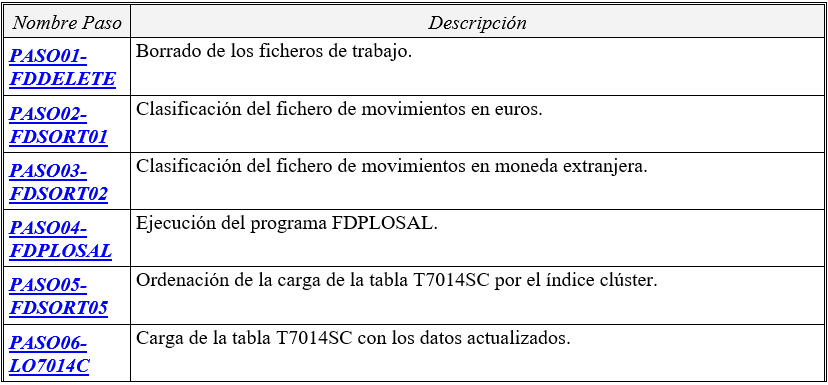 Nombre Paso Descripción
PASO01- Borrado de los ficheros de trabajo.
FDDELETE
PASO02- Clasificación del fichero de movimientos en euros.
FDSORT01
PASO03- Clasificación del fichero de movimientos en moneda extranjera.
FDSORT02
PASO04- Ejecución del programa FDPLOSAL.
FDPLOSAL
PASO05- Ordenación de la carga de la tabla T7014SC por el índice clúster.
FDSORT05
PASO06- Carga de la tabla T7014SC con los datos actualizados.
LO7014C